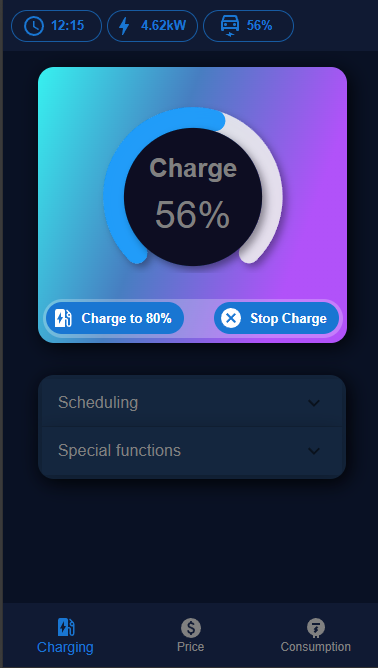 12:15 4.62kW 56%
Charge
56%
Charge to 80% Stop Charge
Scheduling
Special functions
Charging Price Consumption